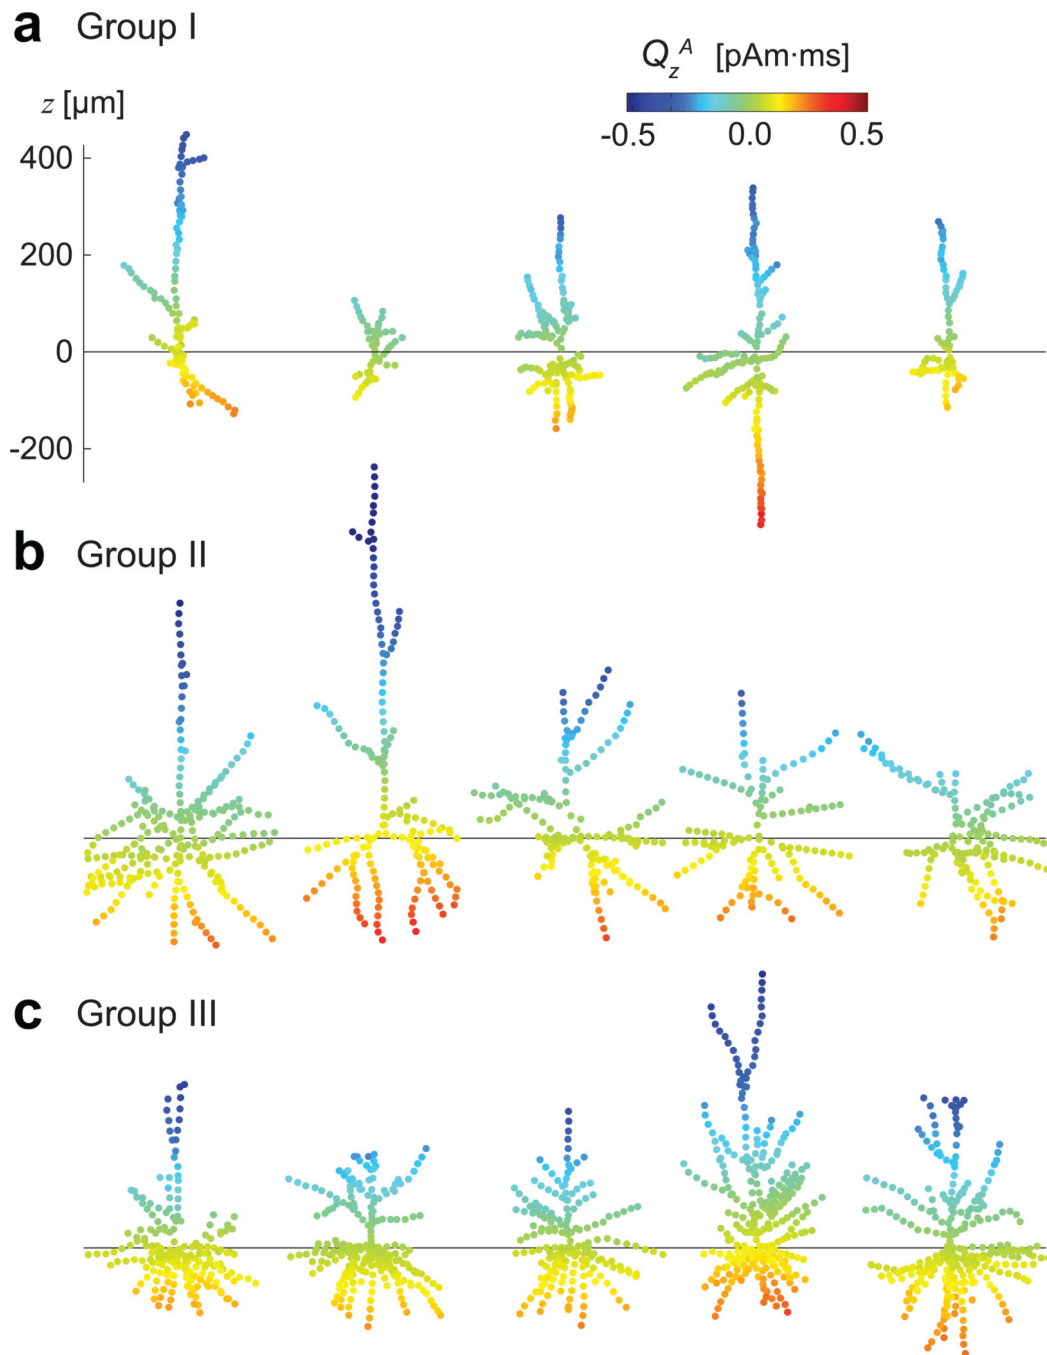 a Group I
Q_z^A [pAm·ms]
-0.5 0.0 0.5
z [μm]
400
200
0
-200
b Group II
c Group III